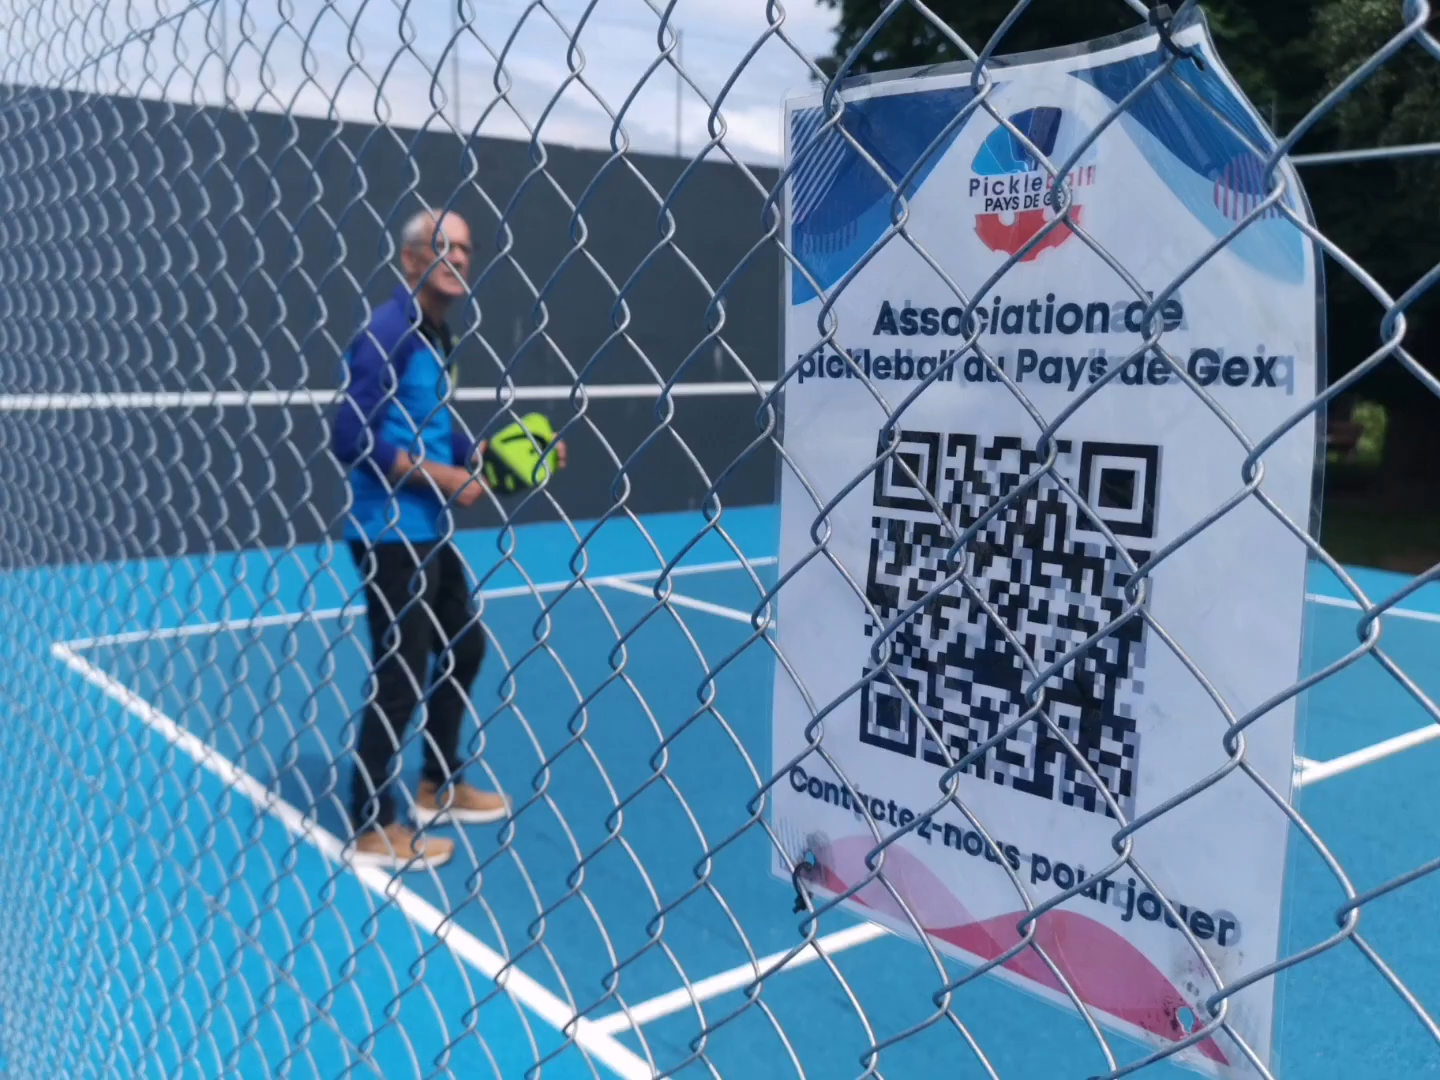 Pickleball
PAYS DE GEX
Association de
pickleball du Pays de Gex
Contactez-nous pour jouer